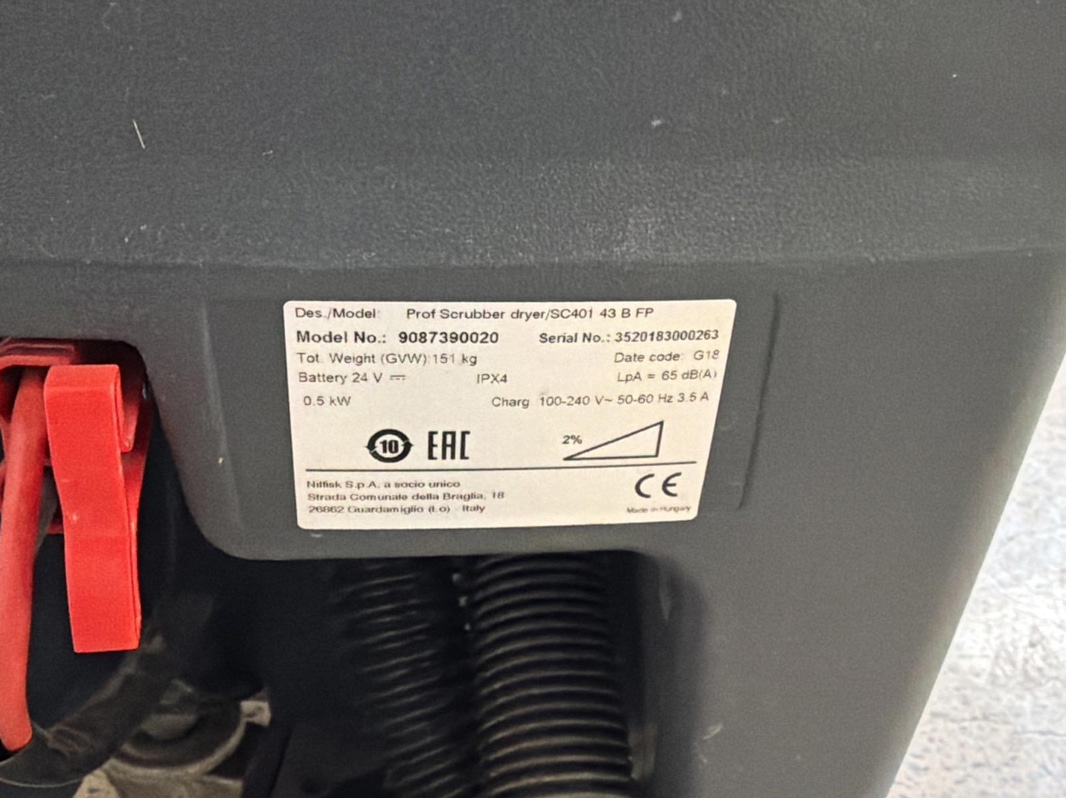 Des./Model: Prof Scrubber dryer/SC401 43 B FP
Model No.: 9087390020 Serial No.: 3520183000263
Tot. Weight (GVW): 151 kg Date code: G18
Battery 24 V IPX4 LpA = 65 dB(A)
0.5 kW Charg 100-240 V~ 50-60 Hz 3.5 A
10 EAC 2%
Nilfisk S.p.A. a socio unico
Strada Comunale della Braglia, 18
26862 Guardamiglio (Lo) - Italy
CE
Made in Hungary